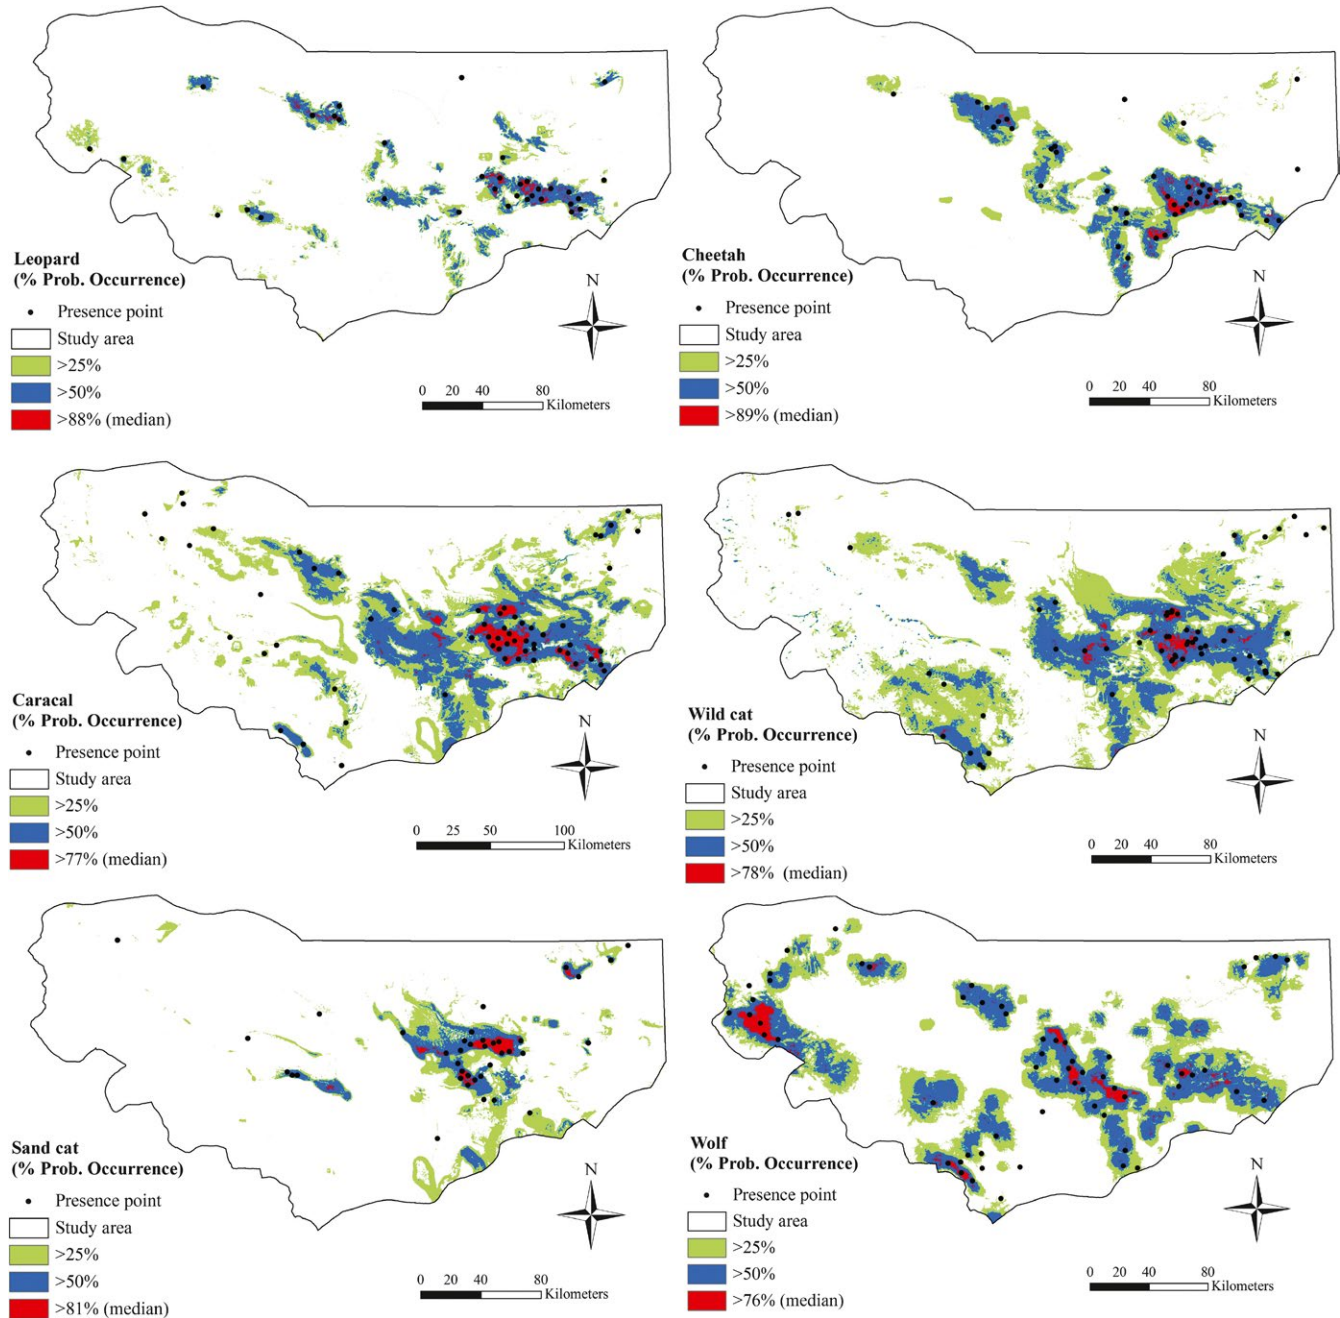 Leopard
(% Prob. Occurrence)
Presence point
Study area
>25%
>50%
>88% (median)
N
0 20 40 80
Kilometers
Cheetah
(% Prob. Occurrence)
Presence point
Study area
>25%
>50%
>89% (median)
N
0 20 40 80
Kilometers
Caracal
(% Prob. Occurrence)
Presence point
Study area
>25%
>50%
>77% (median)
N
0 25 50 100
Kilometers
Wild cat
(% Prob. Occurrence)
Presence point
Study area
>25%
>50%
>78% (median)
N
0 20 40 80
Kilometers
Sand cat
(% Prob. Occurrence)
Presence point
Study area
>25%
>50%
>81% (median)
N
0 20 40 80
Kilometers
Wolf
(% Prob. Occurrence)
Presence point
Study area
>25%
>50%
>76% (median)
N
0 20 40 80
Kilometers